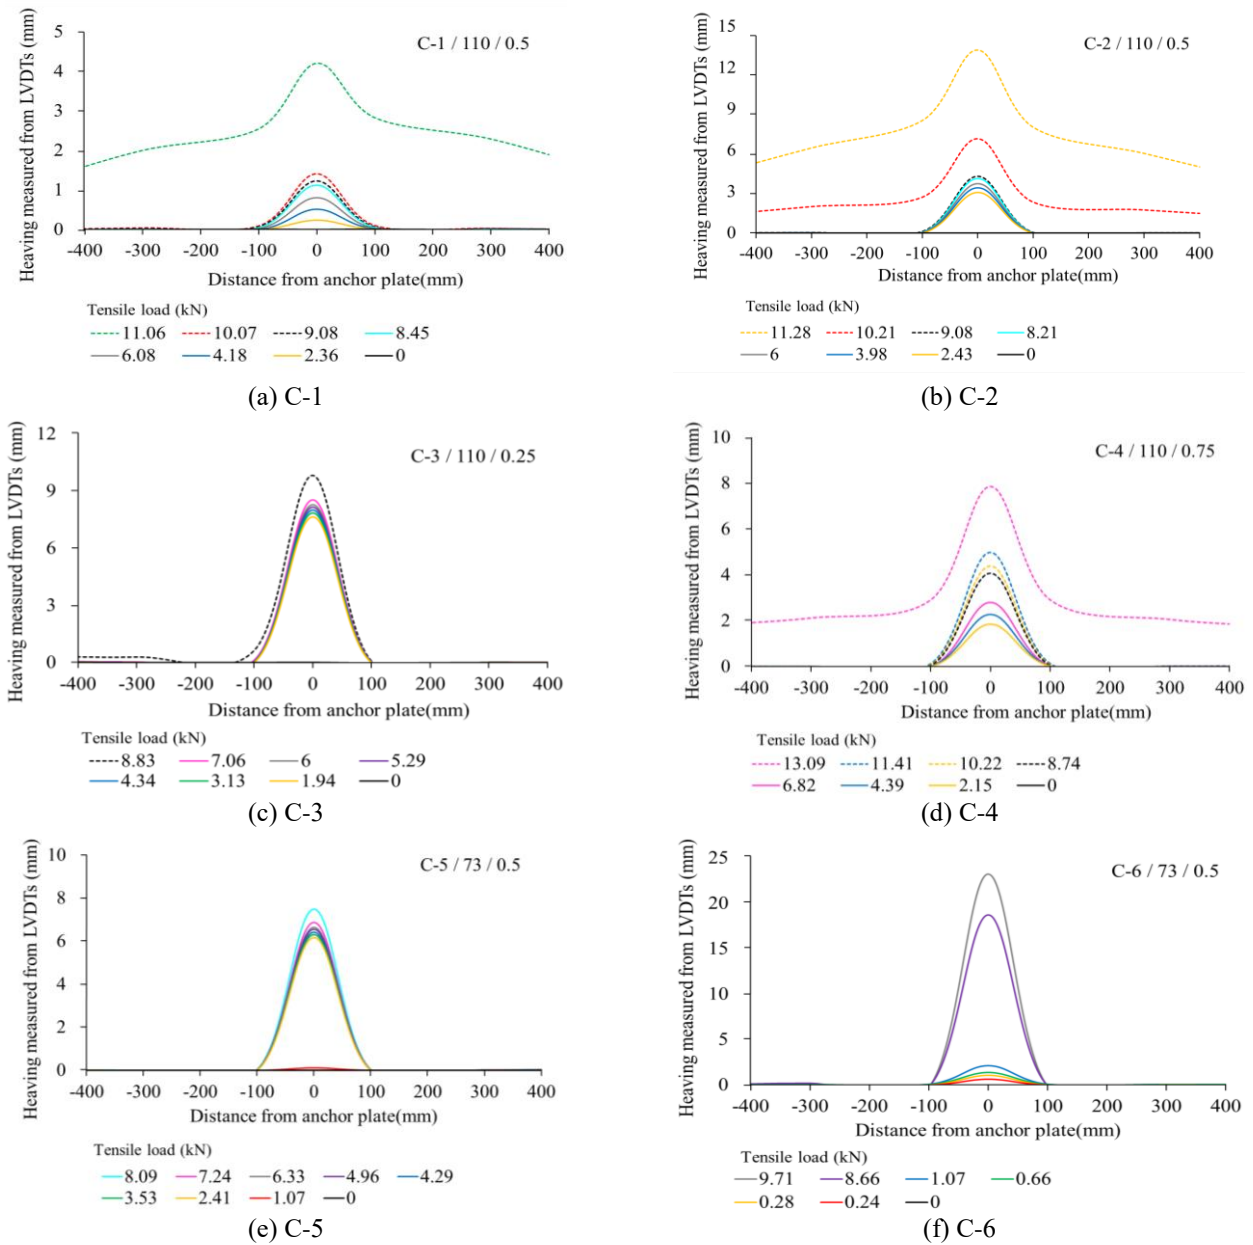 Heaving measured from LVDTs (mm)
C-1 / 110 / 0.5
5
4
3
2
1
0
-400 -300 -200 -100 0 100 200 300 400
Distance from anchor plate(mm)
Tensile load (kN)
11.06 10.07 9.08 8.45
6.08 4.18 2.36 0
(a) C-1
Heaving measured from LVDTs (mm)
C-2 / 110 / 0.5
15
12
9
6
3
0
-400 -300 -200 -100 0 100 200 300 400
Distance from anchor plate(mm)
Tensile load (kN)
11.28 10.21 9.08 8.21
6 3.98 2.43 0
(b) C-2
Heaving measured from LVDTs (mm)
C-3 / 110 / 0.25
12
9
6
3
0
-400 -300 -200 -100 0 100 200 300 400
Distance from anchor plate(mm)
Tensile load (kN)
8.83 7.06 6 5.29
4.34 3.13 1.94 0
(c) C-3
Heaving measured from LVDTs (mm)
C-4 / 110 / 0.75
10
8
6
4
2
0
-400 -300 -200 -100 0 100 200 300 400
Distance from anchor plate(mm)
Tensile load (kN)
13.09 11.41 10.22 8.74
6.82 4.39 2.15 0
(d) C-4
Heaving measured from LVDTs (mm)
C-5 / 73 / 0.5
10
8
6
4
2
0
-400 -300 -200 -100 0 100 200 300 400
Distance from anchor plate(mm)
Tensile load (kN)
8.09 7.24 6.33 4.96 4.29
3.53 2.41 1.07 0
(e) C-5
Heaving measured from LVDTs (mm)
C-6 / 73 / 0.5
25
20
15
10
5
0
-400 -300 -200 -100 0 100 200 300 400
Distance from anchor plate(mm)
Tensile load (kN)
9.71 8.66 1.07 0.66
0.28 0.24 0
(f) C-6